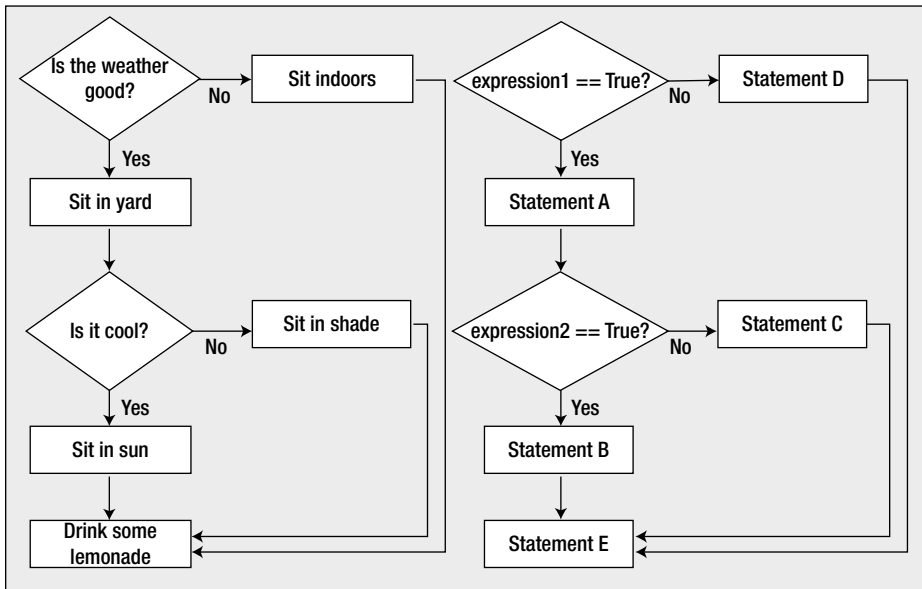 Is the weather
good?
No
Sit indoors
Yes
Sit in yard
Is it cool?
No
Sit in shade
Yes
Sit in sun
Drink some
lemonade
expression1 == True?
No
Statement D
Yes
Statement A
expression2 == True?
No
Statement C
Yes
Statement B
Statement E